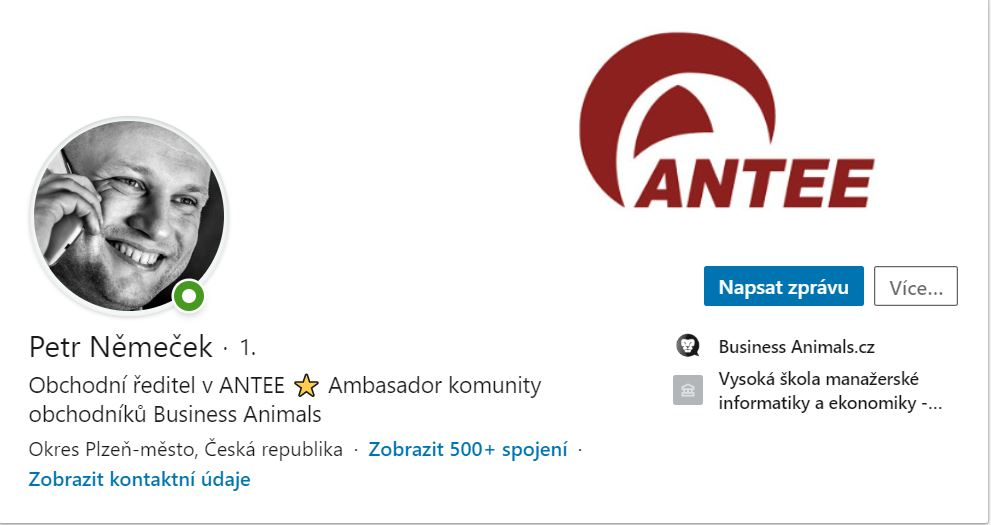 ANTEE
Napsat zprávu
Více...
Petr Němeček · 1.
Obchodní ředitel v ANTEE ⭐ Ambasador komunity
obchodníků Business Animals
Okres Plzeň-město, Česká republika · Zobrazit 500+ spojení ·
Zobrazit kontaktní údaje
Business Animals.cz
Vysoká škola manažerské
informatiky a ekonomiky -...